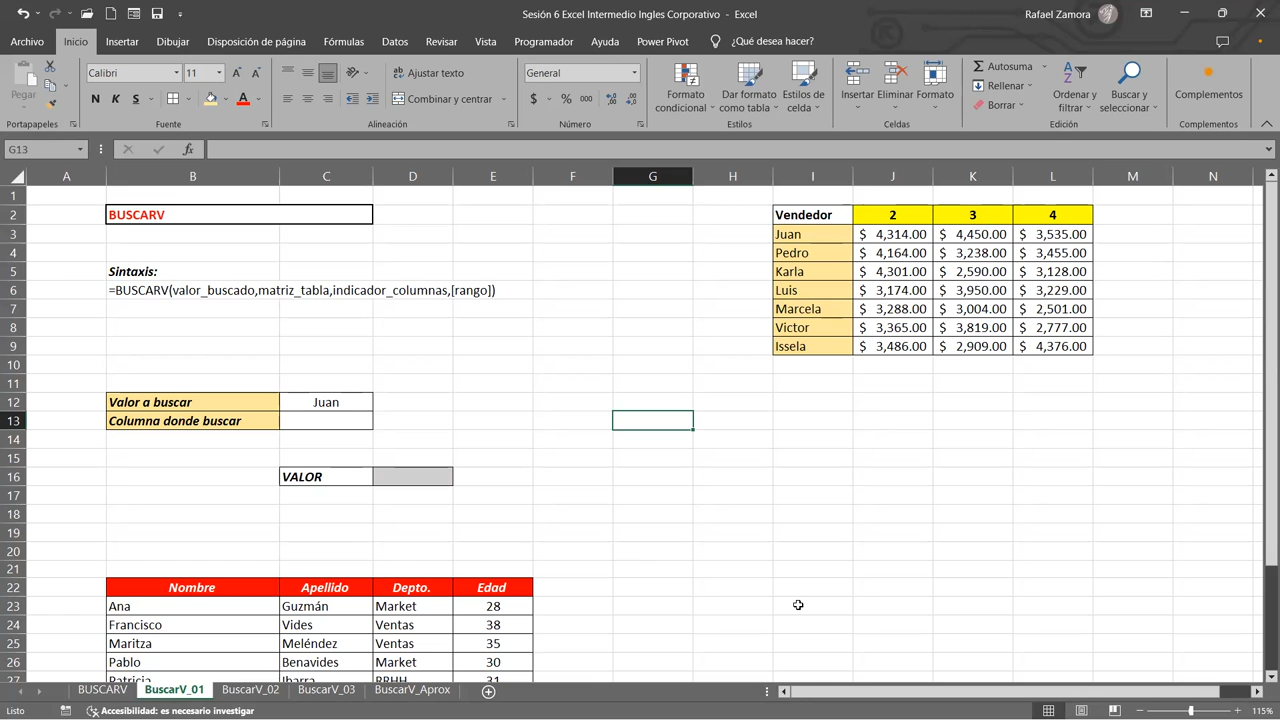 Sesión 6 Excel Intermedio Ingles Corporativo - Excel
Rafael Zamora
Archivo Inicio Insertar Dibujar Disposición de página Fórmulas Datos Revisar Vista Programador Ayuda Power Pivot ¿Qué desea hacer?
Pegar
Calibri 11
N K S
Ajustar texto
Combinar y centrar
General
$ % 000
Formato condicional
Dar formato como tabla
Estilos de celda
Insertar Eliminar Formato
Autosuma
Rellenar
Borrar
Ordenar y filtrar
Buscar y seleccionar
Complementos
Portapapeles Fuente Alineación Número Estilos Celdas Edición Complementos
G13 fx
A B C D E F G H I J K L M N
1
2 BUSCARV Vendedor 2 3 4
3 Juan $ 4,314.00 $ 4,450.00 $ 3,535.00
4 Pedro $ 4,164.00 $ 3,238.00 $ 3,455.00
5 Sintaxis: Karla $ 4,301.00 $ 2,590.00 $ 3,128.00
6 =BUSCARV(valor_buscado,matriz_tabla,indicador_columnas,[rango]) Luis $ 3,174.00 $ 3,950.00 $ 3,229.00
7 Marcela $ 3,288.00 $ 3,004.00 $ 2,501.00
8 Victor $ 3,365.00 $ 3,819.00 $ 2,777.00
9 Issela $ 3,486.00 $ 2,909.00 $ 4,376.00
10
11
12 Valor a buscar Juan
13 Columna donde buscar
14
15
16 VALOR
17
18
19
20
21
22 Nombre Apellido Depto. Edad
23 Ana Guzmán Market 28
24 Francisco Vides Ventas 38
25 Maritza Meléndez Ventas 35
26 Pablo Benavides Market 30
27 Patricia Ibarra RRHH 31
BUSCARV BuscarV_01 BuscarV_02 BuscarV_03 BuscarV_Aprox
Listo Accesibilidad: es necesario investigar 115%